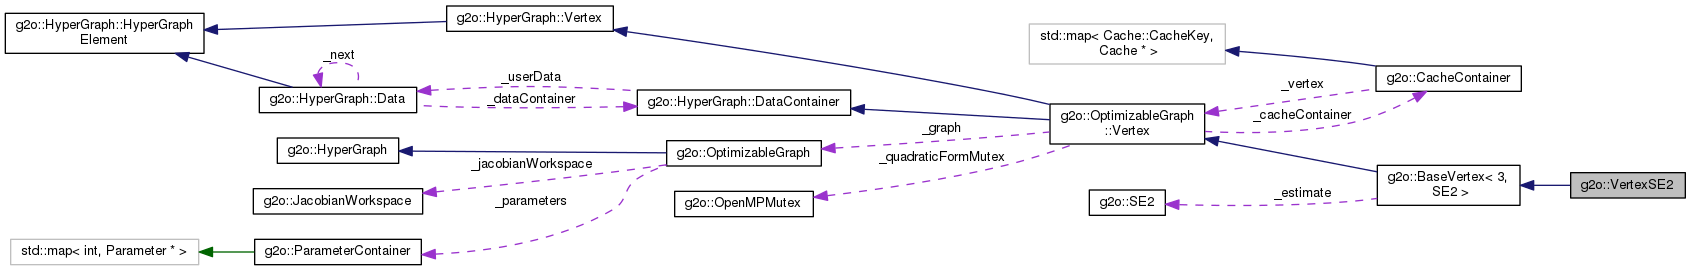 g2o::HyperGraph::HyperGraph
Element
g2o::HyperGraph::Vertex
std::map< Cache::CacheKey,
Cache * >
_next
_userData
_dataContainer
g2o::HyperGraph::Data
g2o::HyperGraph::DataContainer
g2o::CacheContainer
_vertex
_cacheContainer
g2o::OptimizableGraph
::Vertex
_graph
_quadraticFormMutex
g2o::HyperGraph
g2o::OptimizableGraph
_jacobianWorkspace
g2o::JacobianWorkspace
_parameters
g2o::OpenMPMutex
g2o::SE2
_estimate
g2o::BaseVertex< 3,
SE2 >
g2o::VertexSE2
std::map< int, Parameter * >
g2o::ParameterContainer